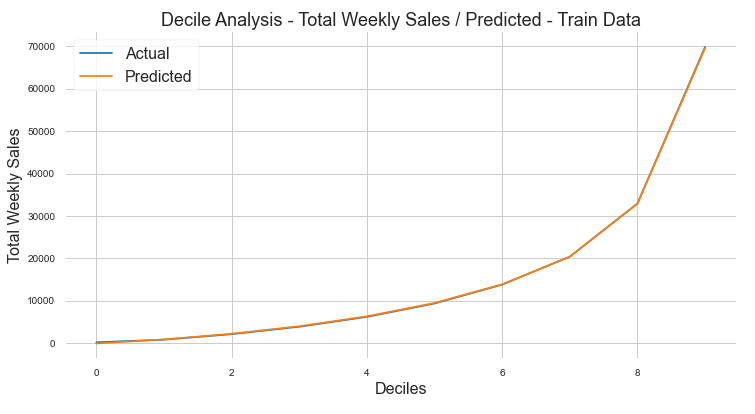 Decile Analysis - Total Weekly Sales / Predicted - Train Data
Actual
Predicted
Total Weekly Sales
70000
60000
50000
40000
30000
20000
10000
0
0 2 4 6 8
Deciles